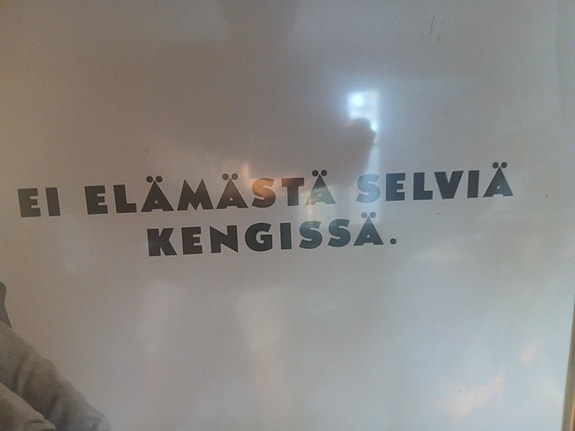 EI ELÄMÄSTÄ SELVIÄ
KENGISSÄ.